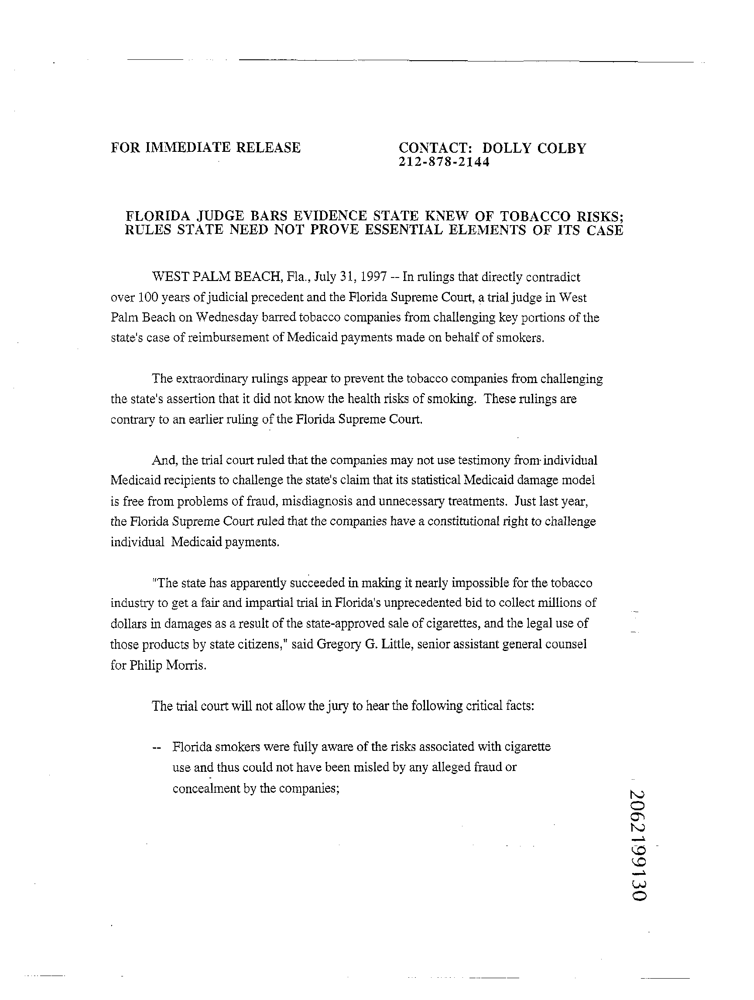 FOR IMMEDIATE RELEASE
CONTACT: DOLLY COLBY
212-878-2144
FLORIDA JUDGE BARS EVIDENCE STATE KNEW OF TOBACCO RISKS;
RULES STATE NEED NOT PROVE ESSENTIAL ELEMENTS OF ITS CASE
WEST PALM BEACH, Fla., July 31, 1997 -- In rulings that directly contradict
over 100 years of judicial precedent and the Florida Supreme Court, a trial judge in West
Palm Beach on Wednesday barred tobacco companies from challenging key portions of the
state's case of reimbursement of Medicaid payments made on behalf of smokers.
The extraordinary rulings appear to prevent the tobacco companies from challenging
the state's assertion that it did not know the health risks of smoking. These rulings are
contrary to an earlier ruling of the Florida Supreme Court.
And, the trial court ruled that the companies may not use testimony from individual
Medicaid recipients to challenge the state's claim that its statistical Medicaid damage model
is free from problems of fraud, misdiagnosis and unnecessary treatments. Just last year,
the Florida Supreme Court ruled that the companies have a constitutional right to challenge
individual Medicaid payments.
"The state has apparently succeeded in making it nearly impossible for the tobacco
industry to get a fair and impartial trial in Florida's unprecedented bid to collect millions of
dollars in damages as a result of the state-approved sale of cigarettes, and the legal use of
those products by state citizens," said Gregory G. Little, senior assistant general counsel
for Philip Morris.
The trial court will not allow the jury to hear the following critical facts:
-- Florida smokers were fully aware of the risks associated with cigarette
use and thus could not have been misled by any alleged fraud or
concealment by the companies;
2062199130